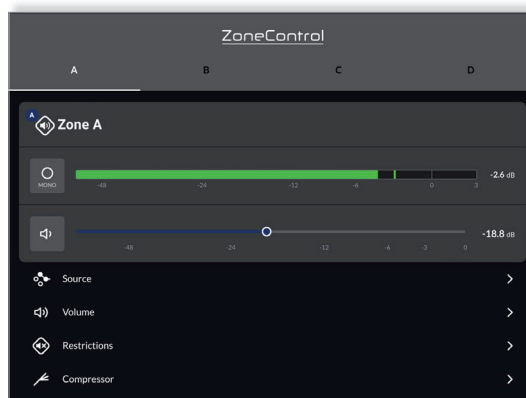 ZoneControl
A B C D
A
Zone A
MONO -48 -24 -12 -6 0 3 -2.6 dB
-48 -24 -12 -6 -3 0 -18.8 dB
Source
Volume
Restrictions
Compressor